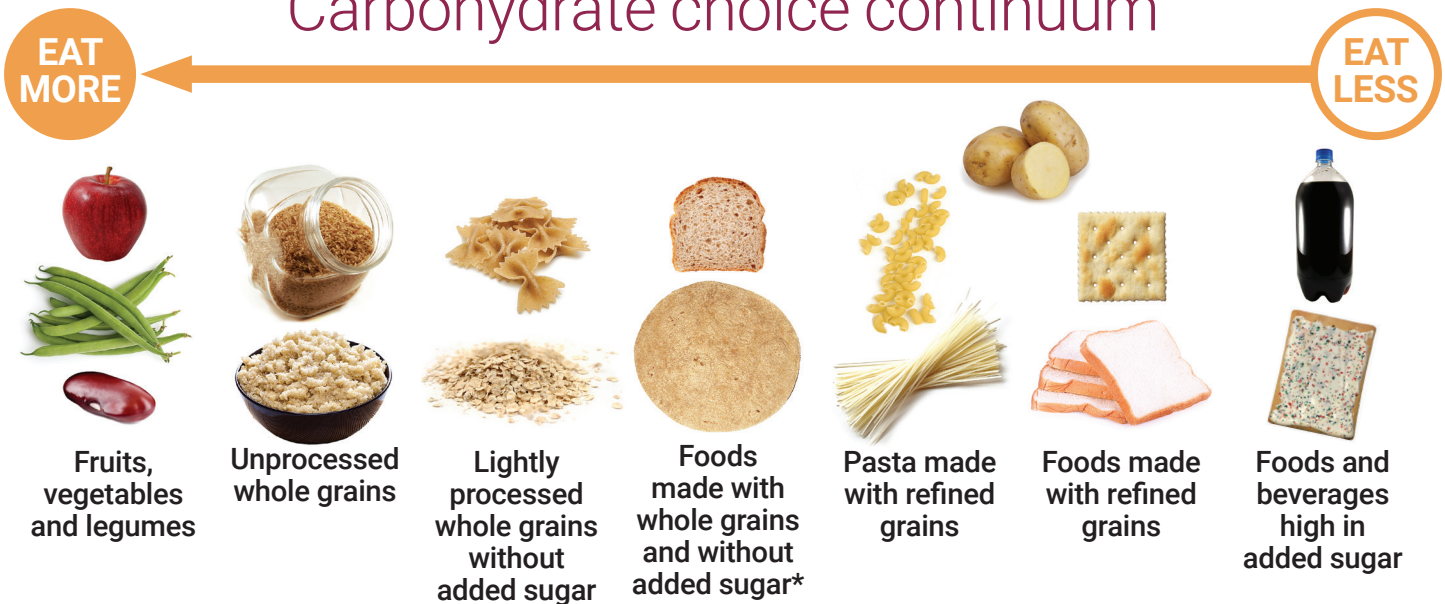 Carbohydrate choice continuum
EAT
MORE
EAT
LESS
Fruits,
vegetables
and legumes
Unprocessed
whole grains
Lightly
processed
whole grains
without
added sugar
Foods
made with
whole grains
and without
added sugar*
Pasta made
with refined
grains
Foods made
with refined
grains
Foods and
beverages
high in
added sugar